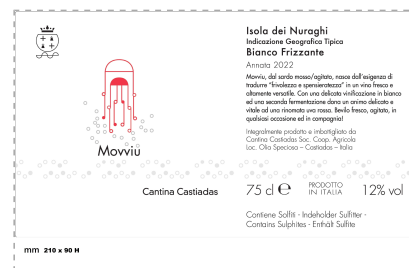 Movviu
Cantina Castiadas
Isola dei Nuraghi
Indicazione Geografica Tipica
Bianco Frizzante
Annata 2022
Movviu, dal sardo mosso/agitato, nasce dall'esigenza di
tradurre "frivolezza e spensieratezza" in un vino fresco e
altamente versatile. Con una delicata vinificazione in bianco
ed una seconda fermentazione dona un animo delicato e
vitale ad una rinomata uva rossa. Bevilo fresco, agitato, in
qualsiasi occasione ed in compagnia!
Integralmente prodotto e imbottigliato da
Cantina Castiadas Soc. Coop. Agricola
Loc. Olia Speciosa – Castiadas – Italia
75 cl e PRODOTTO IN ITALIA 12% vol
Contiene Solfiti - Indeholder Sulfitter -
Contains Sulphites - Enthält Sulfite
mm 210 x 90 H